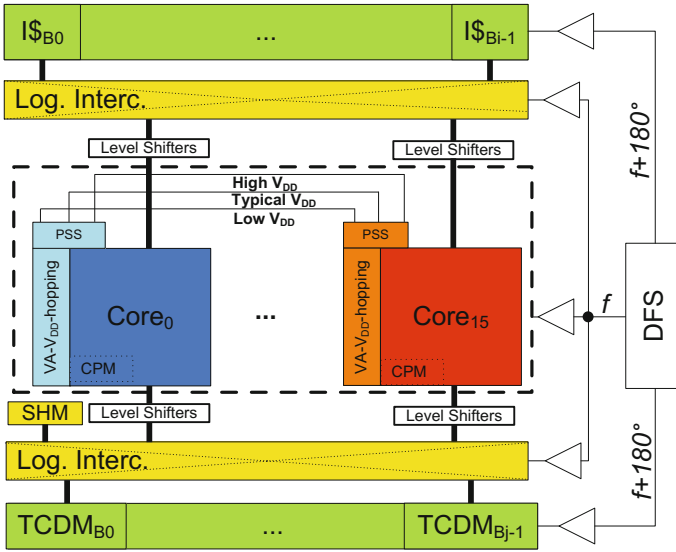 I$B0 ... I$Bi-1
Log. Interc.
Level Shifters Level Shifters
f+180°
High VDD
Typical VDD
Low VDD
PSS PSS
VA-VDD-hopping Core0 CPM ... VA-VDD-hopping Core15 CPM
f DFS
SHM Level Shifters Level Shifters
Log. Interc.
f+180°
TCDMB0 ... TCDMBj-1